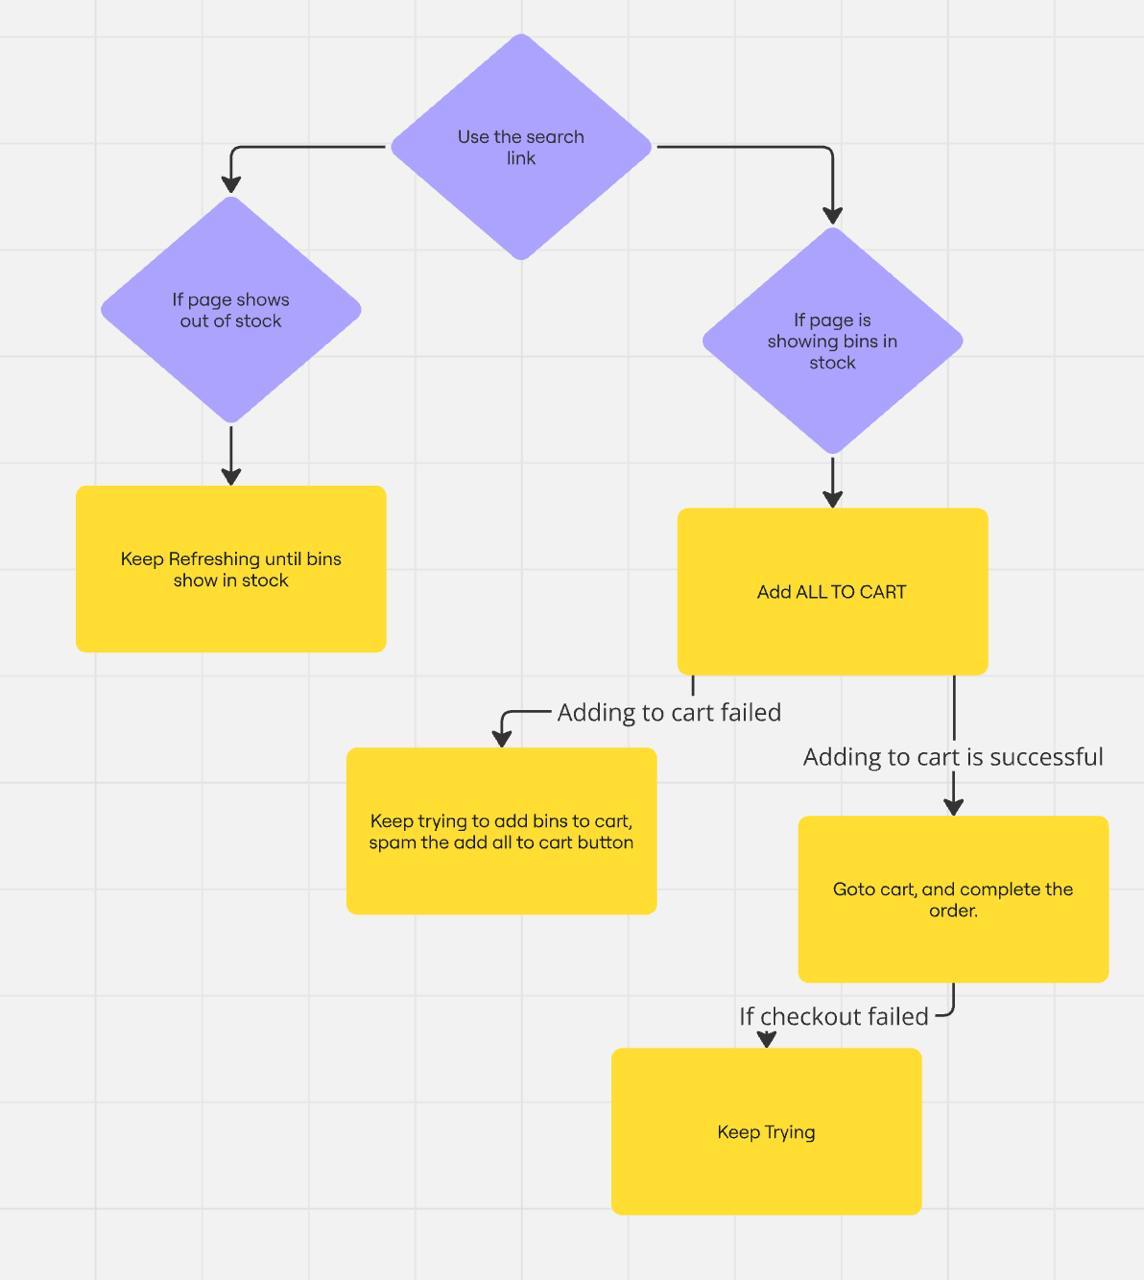 Use the search
link
If page shows
out of stock
If page is
showing bins in
stock
Keep Refreshing until bins
show in stock
Add ALL TO CART
Adding to cart failed
Adding to cart is successful
Keep trying to add bins to cart,
spam the add all to cart button
Goto cart, and complete the
order.
If checkout failed
Keep Trying